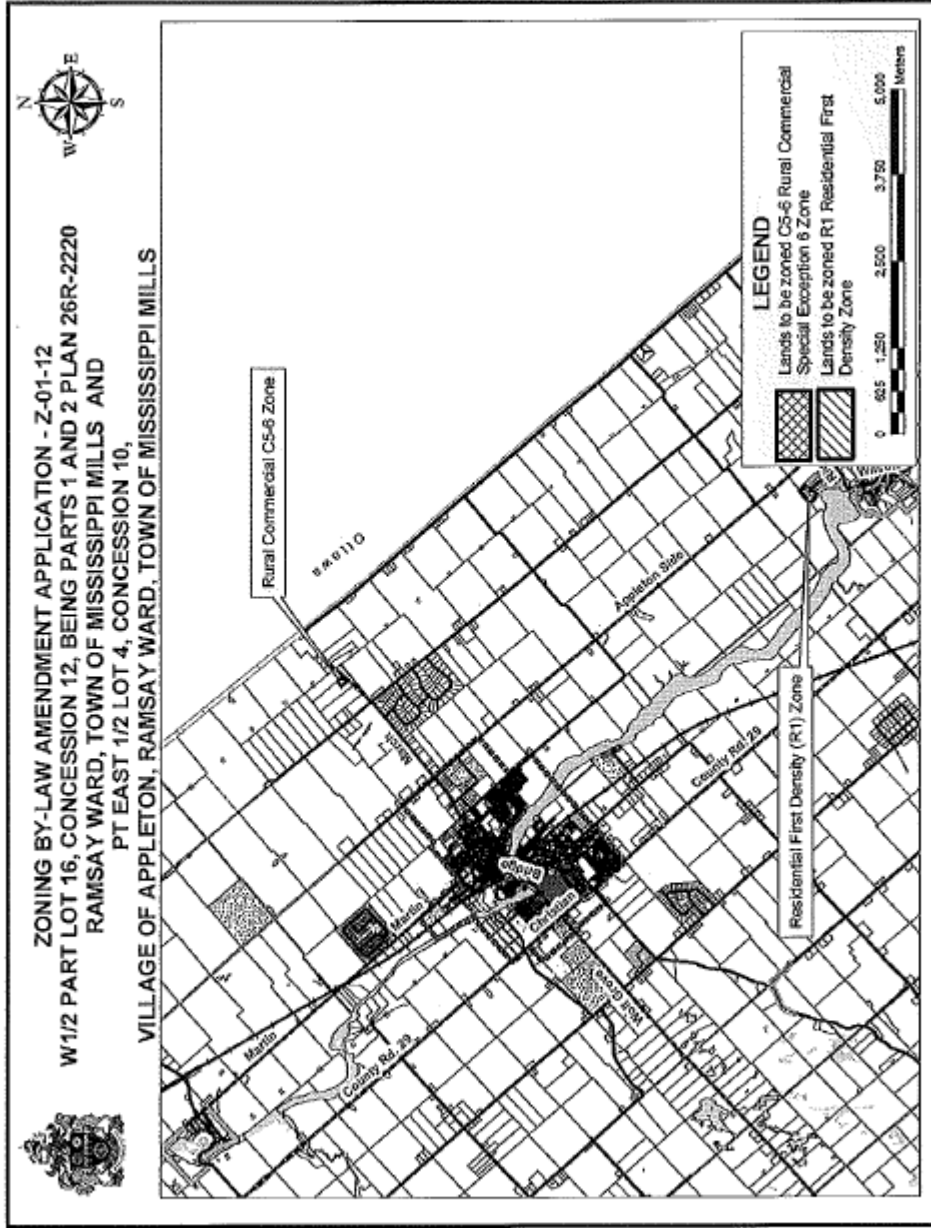 ZONING BY-LAW AMENDMENT APPLICATION - Z-01-12
W1/2 PART LOT 16, CONCESSION 12, BEING PARTS 1 AND 2 PLAN 26R-2220
RAMSAY WARD, TOWN OF MISSISSIPPI MILLS AND
PT EAST 1/2 LOT 4, CONCESSION 10,
VILLAGE OF APPLETON, RAMSAY WARD, TOWN OF MISSISSIPPI MILLS
N
W E
S
Rural Commercial C5-6 Zone
Ottawa
March
Martin
Martin
Bridge
Christian
Wolf Grove
County Rd. 29
County Rd. 29
Appleton Side
Residential First Density (R1) Zone
LEGEND
Lands to be zoned C5-6 Rural Commercial
Special Exception 6 Zone
Lands to be zoned R1 Residential First
Density Zone
0 625 1,250 2,500 3,750 5,000
Meters